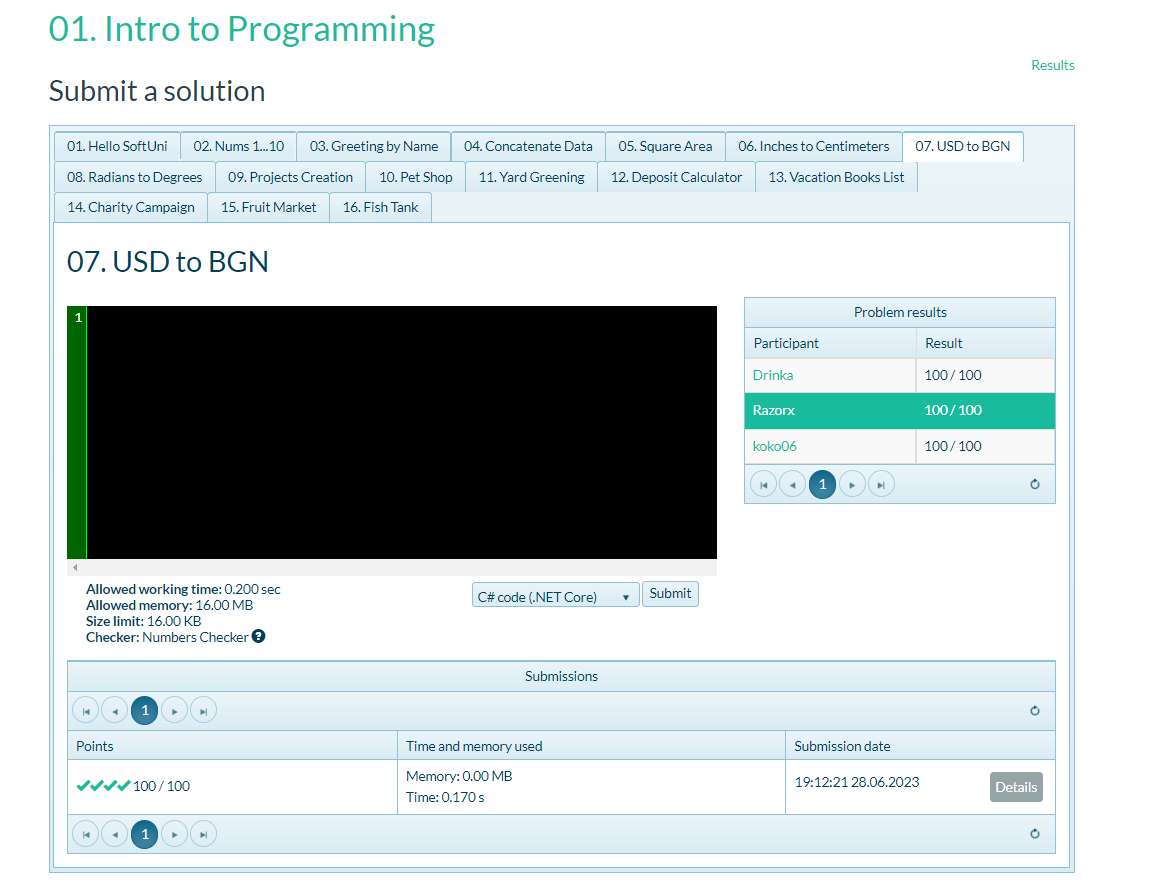 01. Intro to Programming
Results
Submit a solution
01. Hello SoftUni 02. Nums 1...10 03. Greeting by Name 04. Concatenate Data 05. Square Area 06. Inches to Centimeters 07. USD to BGN
08. Radians to Degrees 09. Projects Creation 10. Pet Shop 11. Yard Greening 12. Deposit Calculator 13. Vacation Books List
14. Charity Campaign 15. Fruit Market 16. Fish Tank
07. USD to BGN
1
Problem results
Participant Result
Drinka 100 / 100
Razorx 100 / 100
koko06 100 / 100
1
Allowed working time: 0.200 sec
Allowed memory: 16.00 MB
Size limit: 16.00 KB
Checker: Numbers Checker ?
C# code (.NET Core) Submit
Submissions
1
Points Time and memory used Submission date
100 / 100 Memory: 0.00 MB 19:12:21 28.06.2023 Details
Time: 0.170 s
1